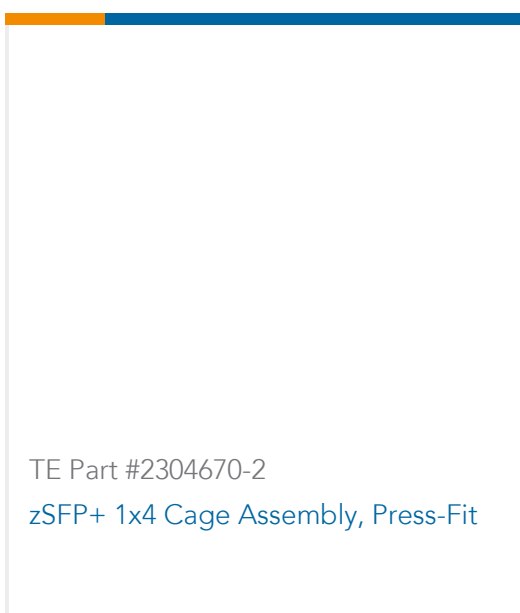 TE Part #2304670-2
zSFP+ 1x4 Cage Assembly, Press-Fit